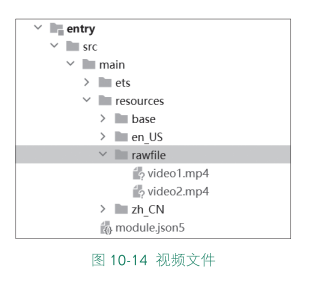 entry
src
main
ets
resources
base
en_US
rawfile
video1.mp4
video2.mp4
zh_CN
module.json5
图 10-14 视频文件